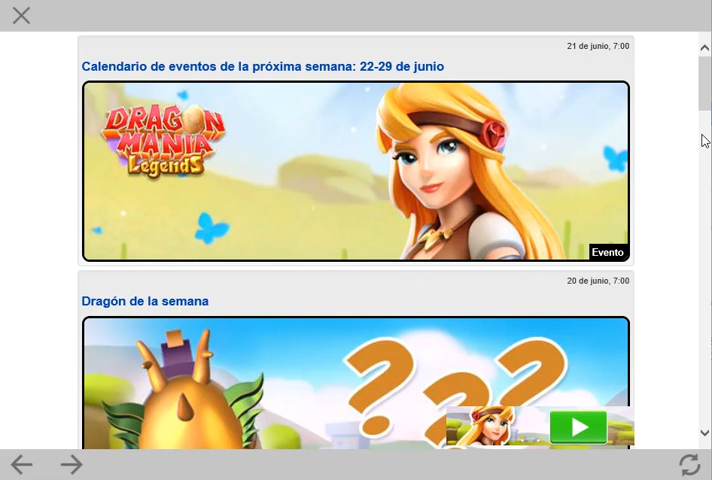 21 de junio, 7:00
Calendario de eventos de la próxima semana: 22-29 de junio
DRAGON
MANIA
Legends
Evento
20 de junio, 7:00
Dragón de la semana
???